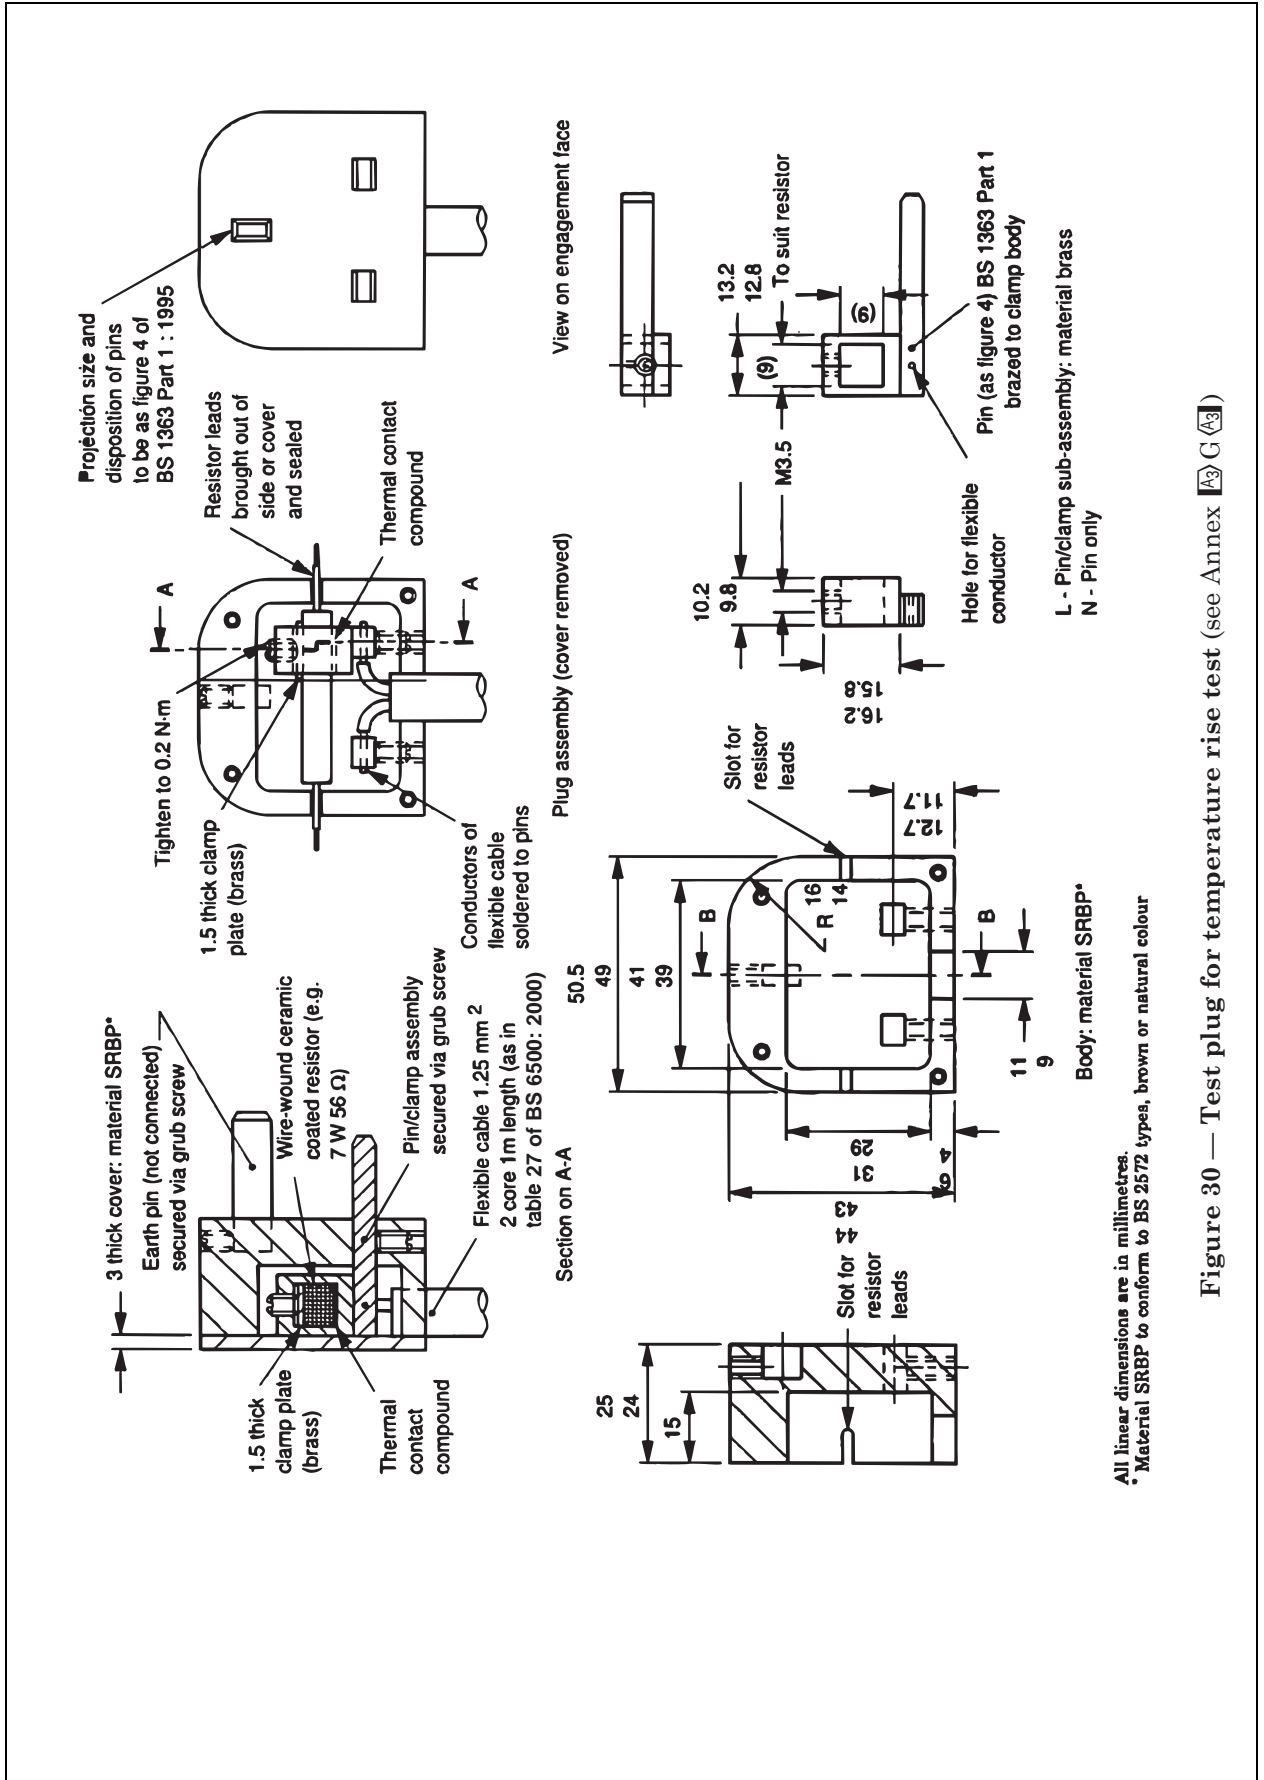 3 thick cover: material SRBP*
Earth pin (not connected)
secured via grub screw
Wire-wound ceramic
coated resistor (e.g.
7 W 56 Ω)
Pin/clamp assembly
secured via grub screw
Flexible cable 1.25 mm 2
2 core 1m length (as in
table 27 of BS 6500: 2000)
1.5 thick
clamp plate
(brass)
Thermal
contact
compound
Section on A-A
Tighten to 0.2 N·m
1.5 thick clamp
plate (brass)
Conductors of
flexible cable
soldered to pins
A
A
Resistor leads
brought out of
side or cover
and sealed
Thermal contact
compound
Plug assembly (cover removed)
Projection size and
disposition of pins
to be as figure 4 of
BS 1363 Part 1 : 1995
View on engagement face
25
24
15
Slot for
resistor
leads
50.5
49
41
39
B
B
R
16
14
Slot for
resistor
leads
12.7
11.7
11
9
44
43
31
29
6
4
Body: material SRBP*
10.2
9.8
M3.5
16.2
15.8
13.2
12.8
To suit resistor
(9)
(9)
Hole for flexible
conductor
Pin (as figure 4) BS 1363 Part 1
brazed to clamp body
L - Pin/clamp sub-assembly: material brass
N - Pin only
All linear dimensions are in millimetres.
* Material SRBP to conform to BS 2572 types, brown or natural colour
Figure 30 — Test plug for temperature rise test (see Annex A3 G A3)